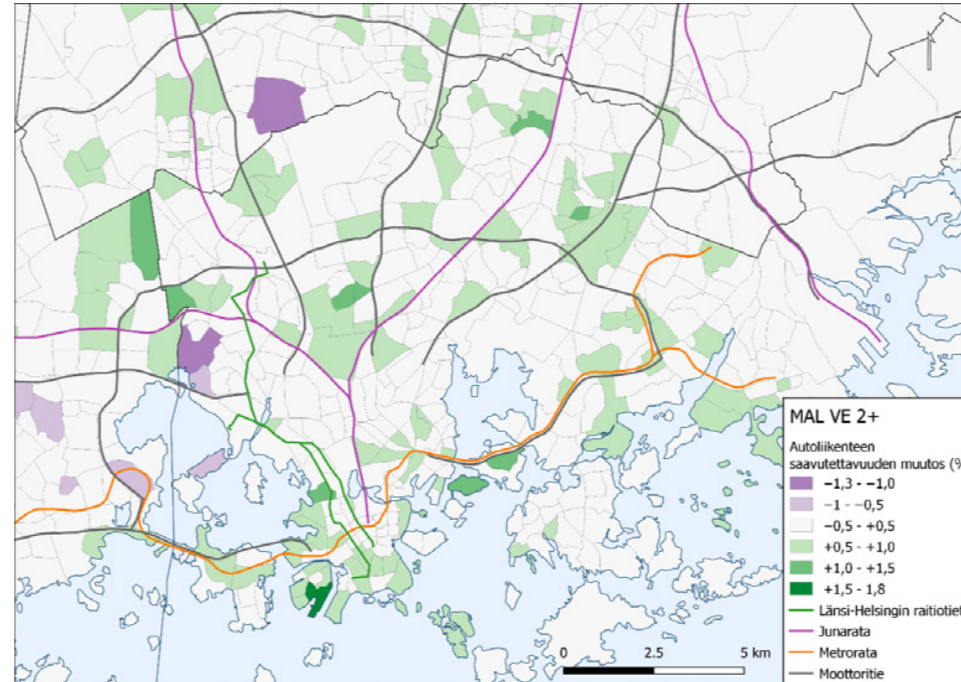 MAL VE 2+
Autoliikenteen
saavutettavuuden muutos (%
−1,3 - −1,0
−1 - −0,5
−0,5 - +0,5
+0,5 - +1,0
+1,0 - +1,5
+1,5 - 1,8
Länsi-Helsingin raitiotiet
Junarata
Metrorata
Moottoritie
0 2.5 5 km